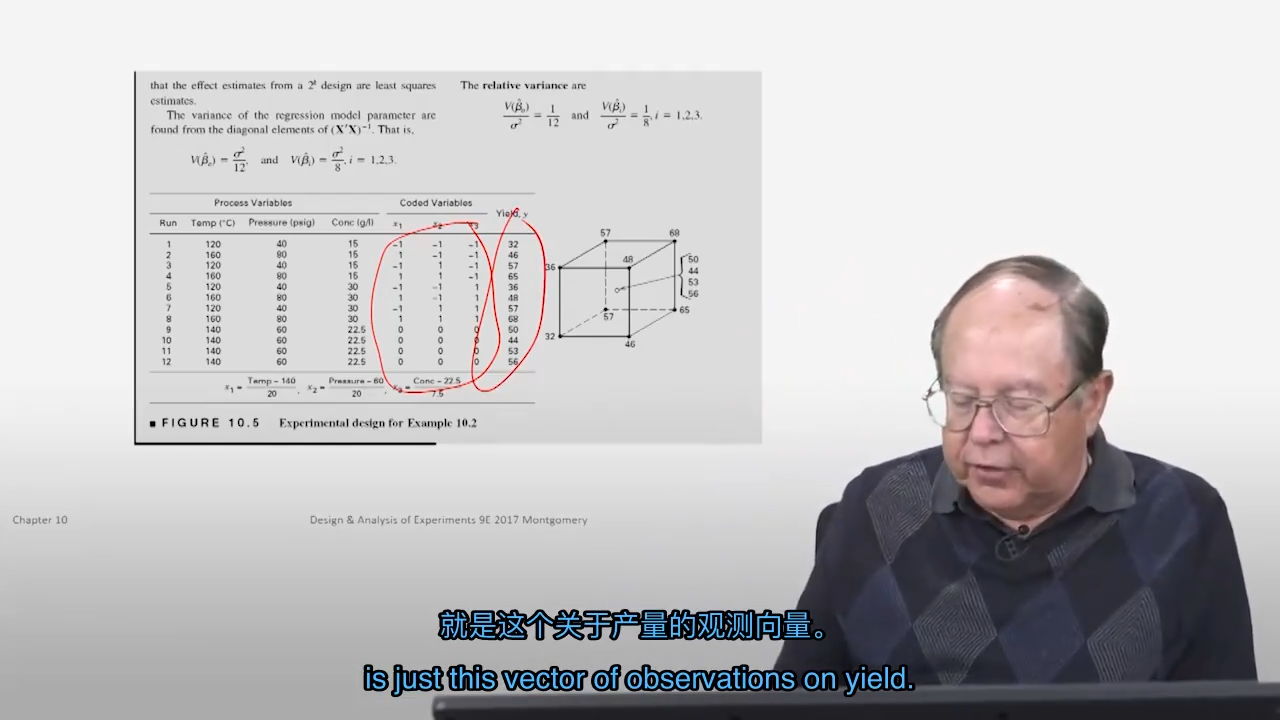 that the effect estimates from a 2ᵏ design are least squares
estimates.
The variance of the regression model parameter are
found from the diagonal elements of (X'X)⁻¹. That is,
V(β̂₀) = σ²/12, and V(β̂ᵢ) = σ²/8, i = 1,2,3.
The relative variance are
V(β̂₀)/σ² = 1/12 and V(β̂ᵢ)/σ² = 1/8, i = 1,2,3.
Process Variables Coded Variables
Run Temp (°C) Pressure (psig) Conc (g/l) x₁ x₂ x₃ Yield, y
1 120 40 15 −1 −1 −1 32
2 160 80 15 1 −1 −1 46
3 120 40 15 −1 1 −1 57
4 160 80 15 1 1 −1 65
5 120 40 30 −1 −1 1 36
6 160 80 30 1 −1 1 48
7 120 40 30 −1 1 1 57
8 160 80 30 1 1 1 68
9 140 60 22.5 0 0 0 50
10 140 60 22.5 0 0 0 44
11 140 60 22.5 0 0 0 53
12 140 60 22.5 0 0 0 56
x₁ = Temp − 140/20, x₂ = Pressure − 60/20, x₃ = Conc − 22.5/7.5
57 68
36 48
50
44
53
56
57 65
32 46
■ FIGURE 10.5 Experimental design for Example 10.2
Chapter 10 Design & Analysis of Experiments 9E 2017 Montgomery
就是这个关于产量的观测向量。
is just this vector of observations on yield.